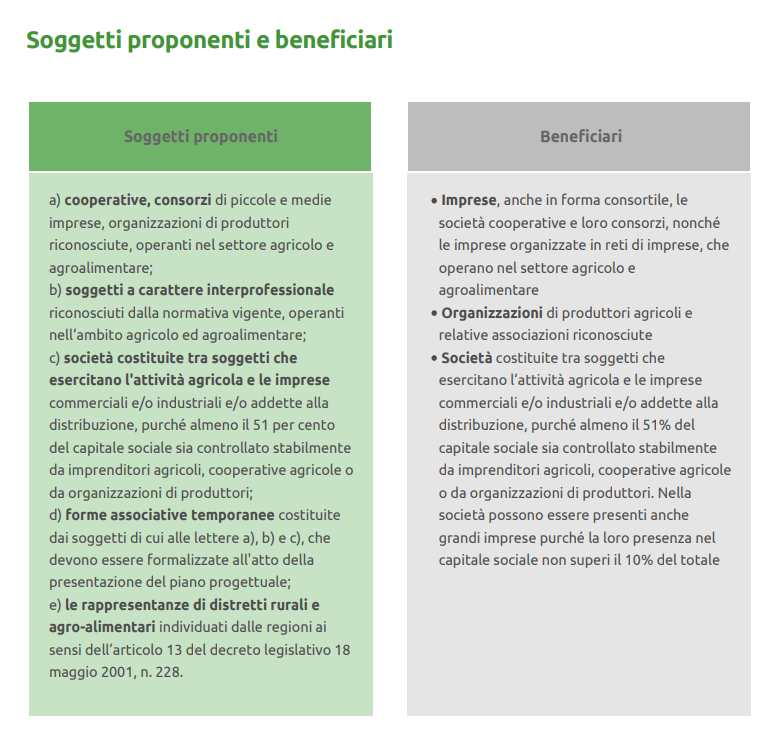 Soggetti proponenti e beneficiari
Soggetti proponenti
a) cooperative, consorzi di piccole e medie
imprese, organizzazioni di produttori
riconosciute, operanti nel settore agricolo e
agroalimentare;
b) soggetti a carattere interprofessionale
riconosciuti dalla normativa vigente, operanti
nell’ambito agricolo ed agroalimentare;
c) società costituite tra soggetti che
esercitano l'attività agricola e le imprese
commerciali e/o industriali e/o addette alla
distribuzione, purché almeno il 51 per cento
del capitale sociale sia controllato stabilmente
da imprenditori agricoli, cooperative agricole o
da organizzazioni di produttori;
d) forme associative temporanee costituite
dai soggetti di cui alle lettere a), b) e c), che
devono essere formalizzate all'atto della
presentazione del piano progettuale;
e) le rappresentanze di distretti rurali e
agro-alimentari individuati dalle regioni ai
sensi dell’articolo 13 del decreto legislativo 18
maggio 2001, n. 228.
Beneficiari
• Imprese, anche in forma consortile, le
società cooperative e loro consorzi, nonché
le imprese organizzate in reti di imprese, che
operano nel settore agricolo e
agroalimentare
• Organizzazioni di produttori agricoli e
relative associazioni riconosciute
• Società costituite tra soggetti che
esercitano l’attività agricola e le imprese
commerciali e/o industriali e/o addette alla
distribuzione, purché almeno il 51% del
capitale sociale sia controllato stabilmente
da imprenditori agricoli, cooperative agricole
o da organizzazioni di produttori. Nella
società possono essere presenti anche
grandi imprese purché la loro presenza nel
capitale sociale non superi il 10% del totale